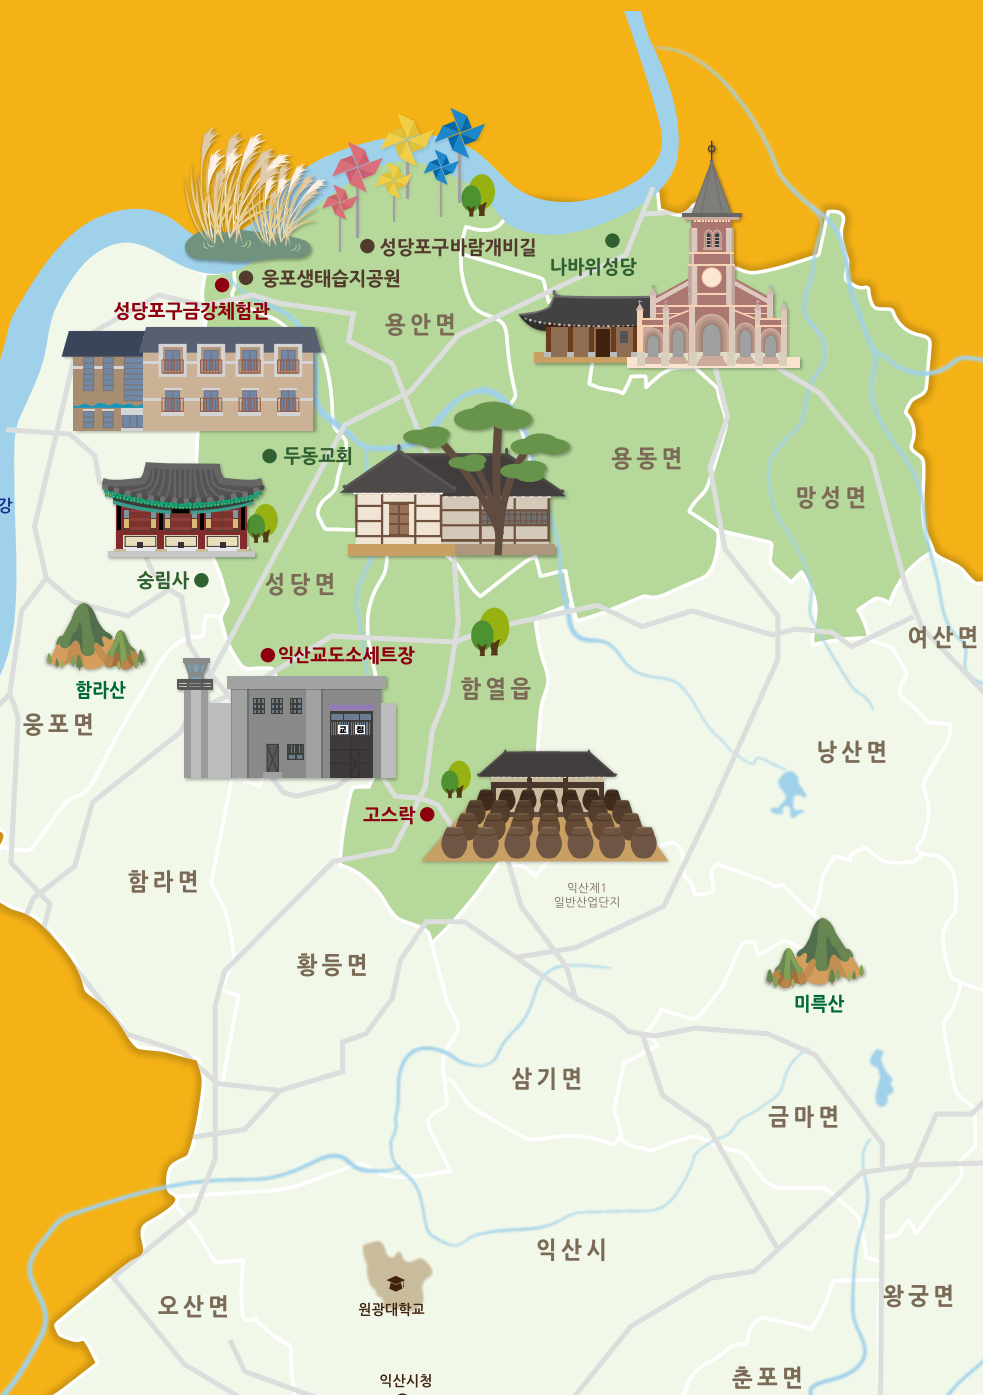 성당포구바람개비길
나바위성당
웅포생태습지공원
성당포구금강체험관
용안면
두동교회
용동면
망성면
강
숭림사
성당면
여산면
익산교도소세트장
함라산
함열읍
웅포면
교 정
낭산면
고스락
함라면
익산제1
일반산업단지
황등면
미륵산
삼기면
금마면
익산시
왕궁면
오산면
원광대학교
춘포면
익산시청